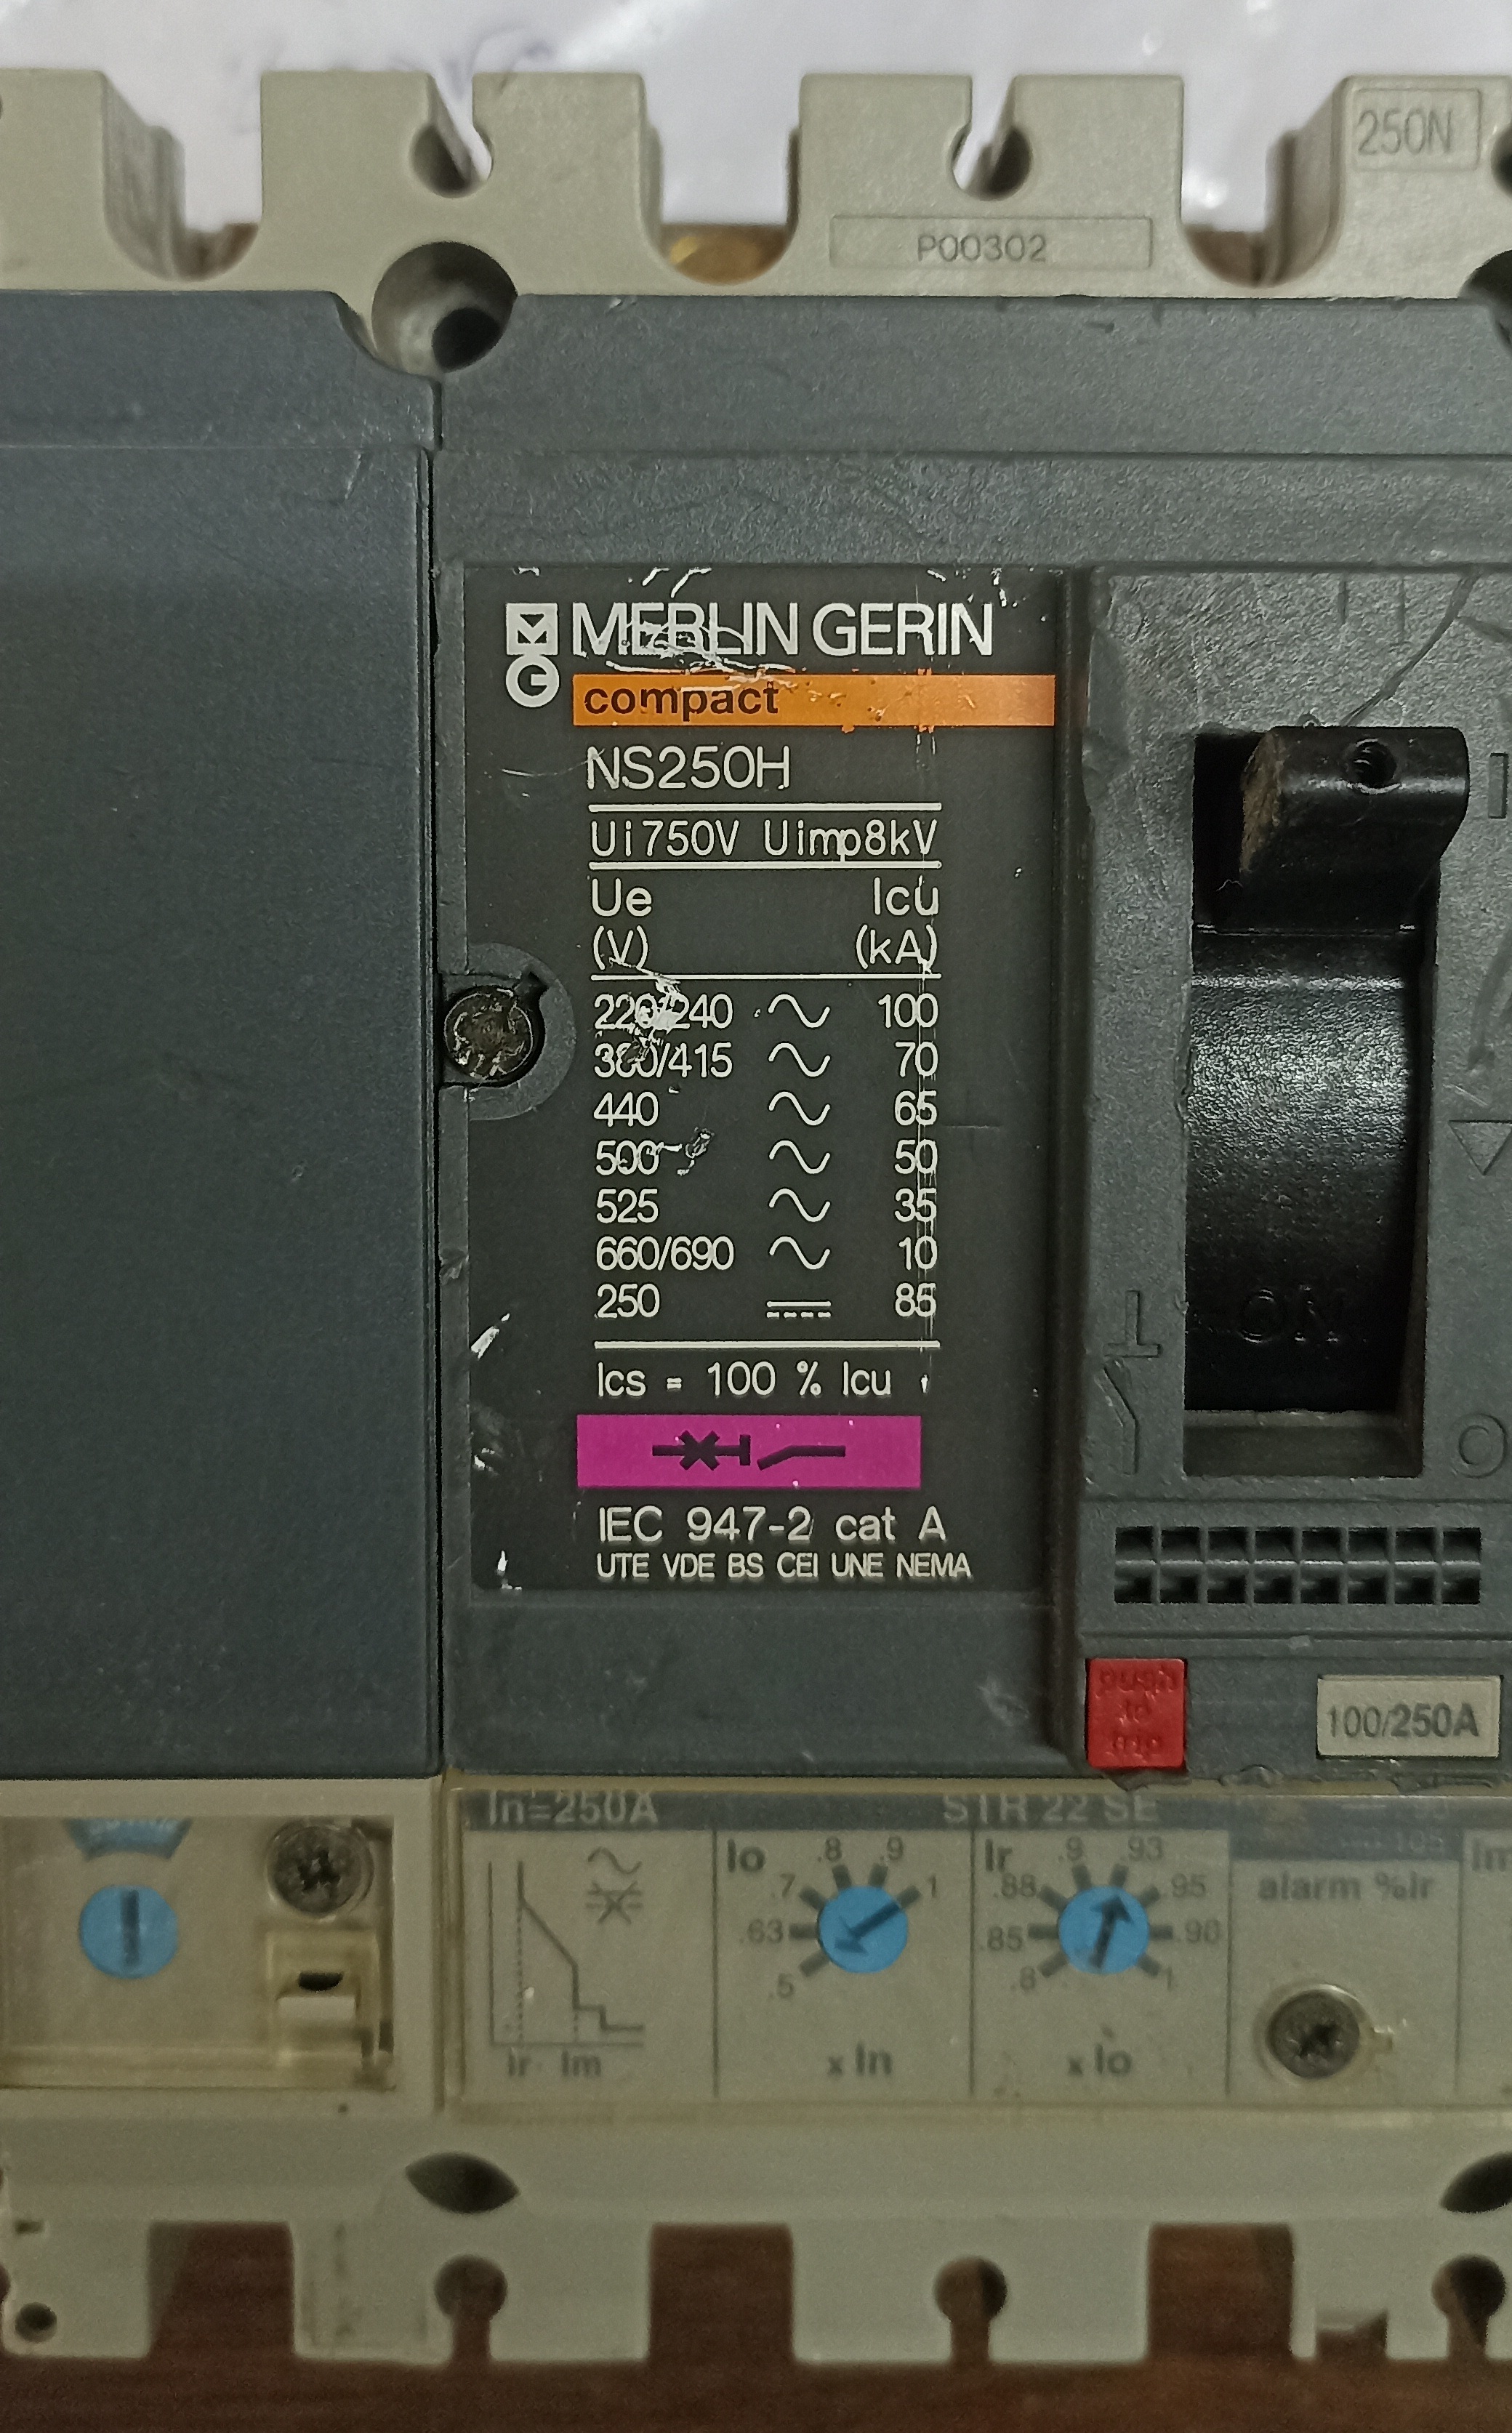 250N
P00302
MERLIN GERIN
compact
NS250H
Ui750V Uimp8kV
Ue Icu
(V) (kA)
220/240 100
380/415 70
440 65
500 50
525 35
660/690 10
250 85
Ics = 100 % Icu
ON
O
IEC 947-2 cat A
UTE VDE BS CEI UNE NEMA
push
to
trip
100/250A
In=250A STR 22 SE
Io .5 .63 .7 .8 .9 1
x In
Ir .8 .85 .88 .9 .93 .95 .98 1
x Io
alarm %Ir
Im
Ir Im